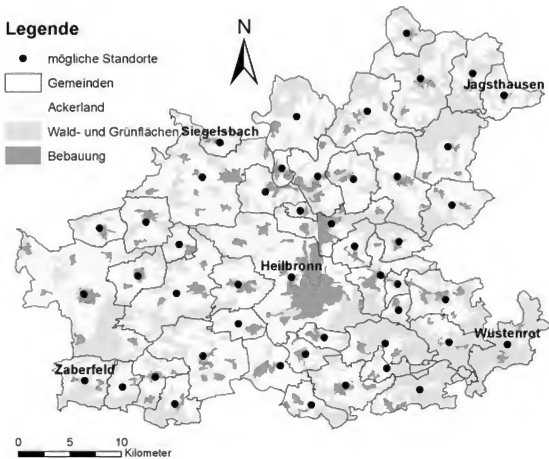 Legende
N
mögliche Standorte
Gemeinden
Ackerland
Wald- und Grünflächen
Bebauung
Jagsthausen
Siegelsbach
Heilbronn
Wüstenrot
Zaberfeld
0 5 10
Kilometer